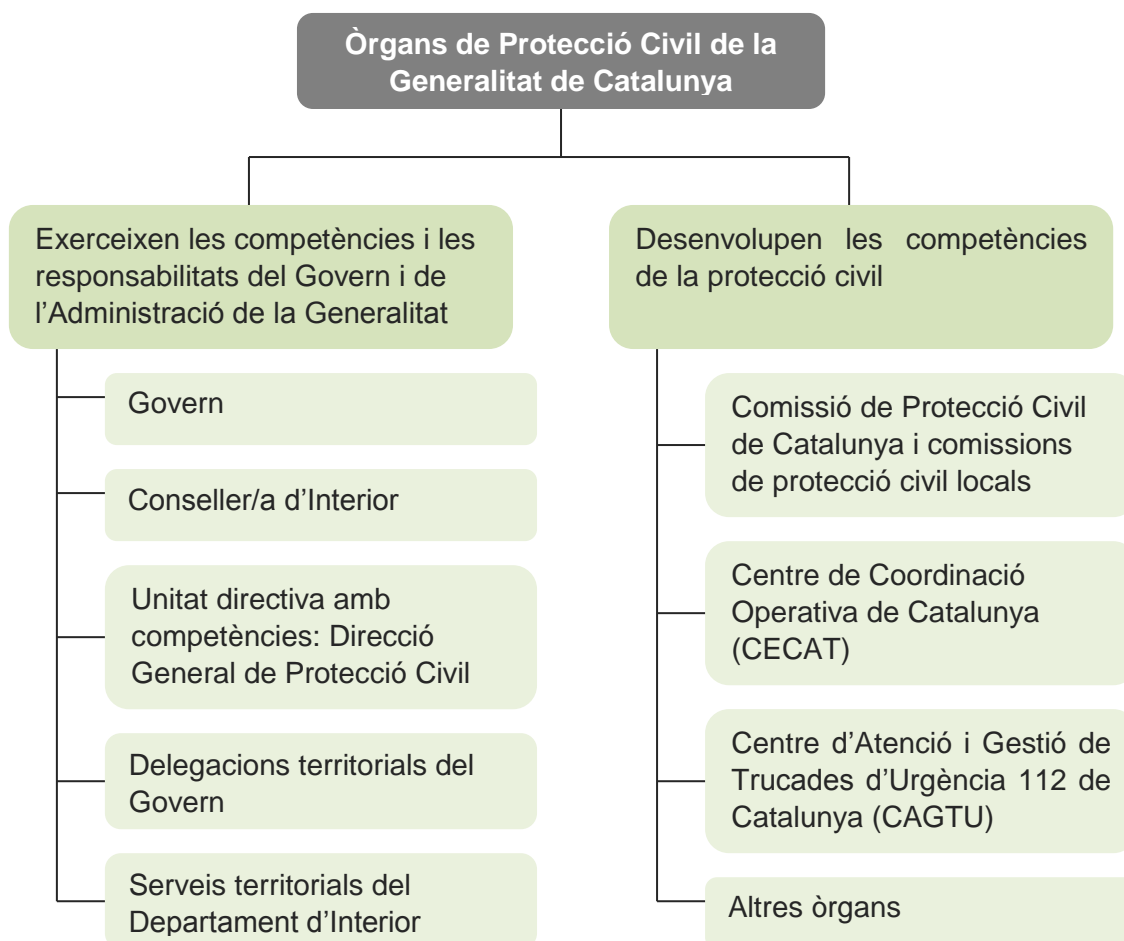 Òrgans de Protecció Civil de la
Generalitat de Catalunya
Exerceixen les competències i les
responsabilitats del Govern i de
l’Administració de la Generalitat
Govern
Conseller/a d’Interior
Unitat directiva amb
competències: Direcció
General de Protecció Civil
Delegacions territorials del
Govern
Serveis territorials del
Departament d’Interior
Desenvolupen les competències
de la protecció civil
Comissió de Protecció Civil
de Catalunya i comissions
de protecció civil locals
Centre de Coordinació
Operativa de Catalunya
(CECAT)
Centre d’Atenció i Gestió de
Trucades d’Urgència 112 de
Catalunya (CAGTU)
Altres òrgans